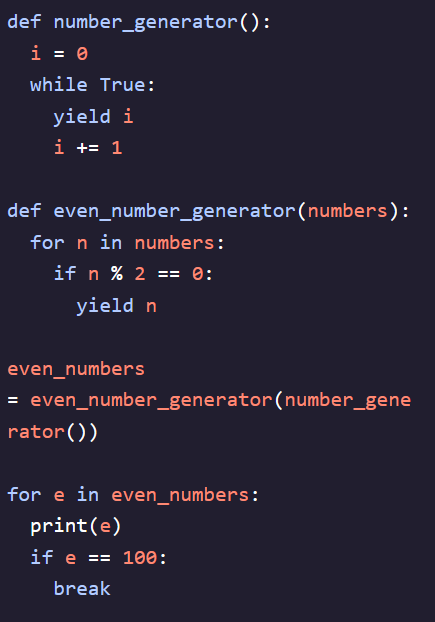 def number_generator():
  i = 0
  while True:
    yield i
    i += 1

def even_number_generator(numbers):
  for n in numbers:
    if n % 2 == 0:
      yield n

even_numbers
= even_number_generator(number_gene
rator())

for e in even_numbers:
  print(e)
  if e == 100:
    break